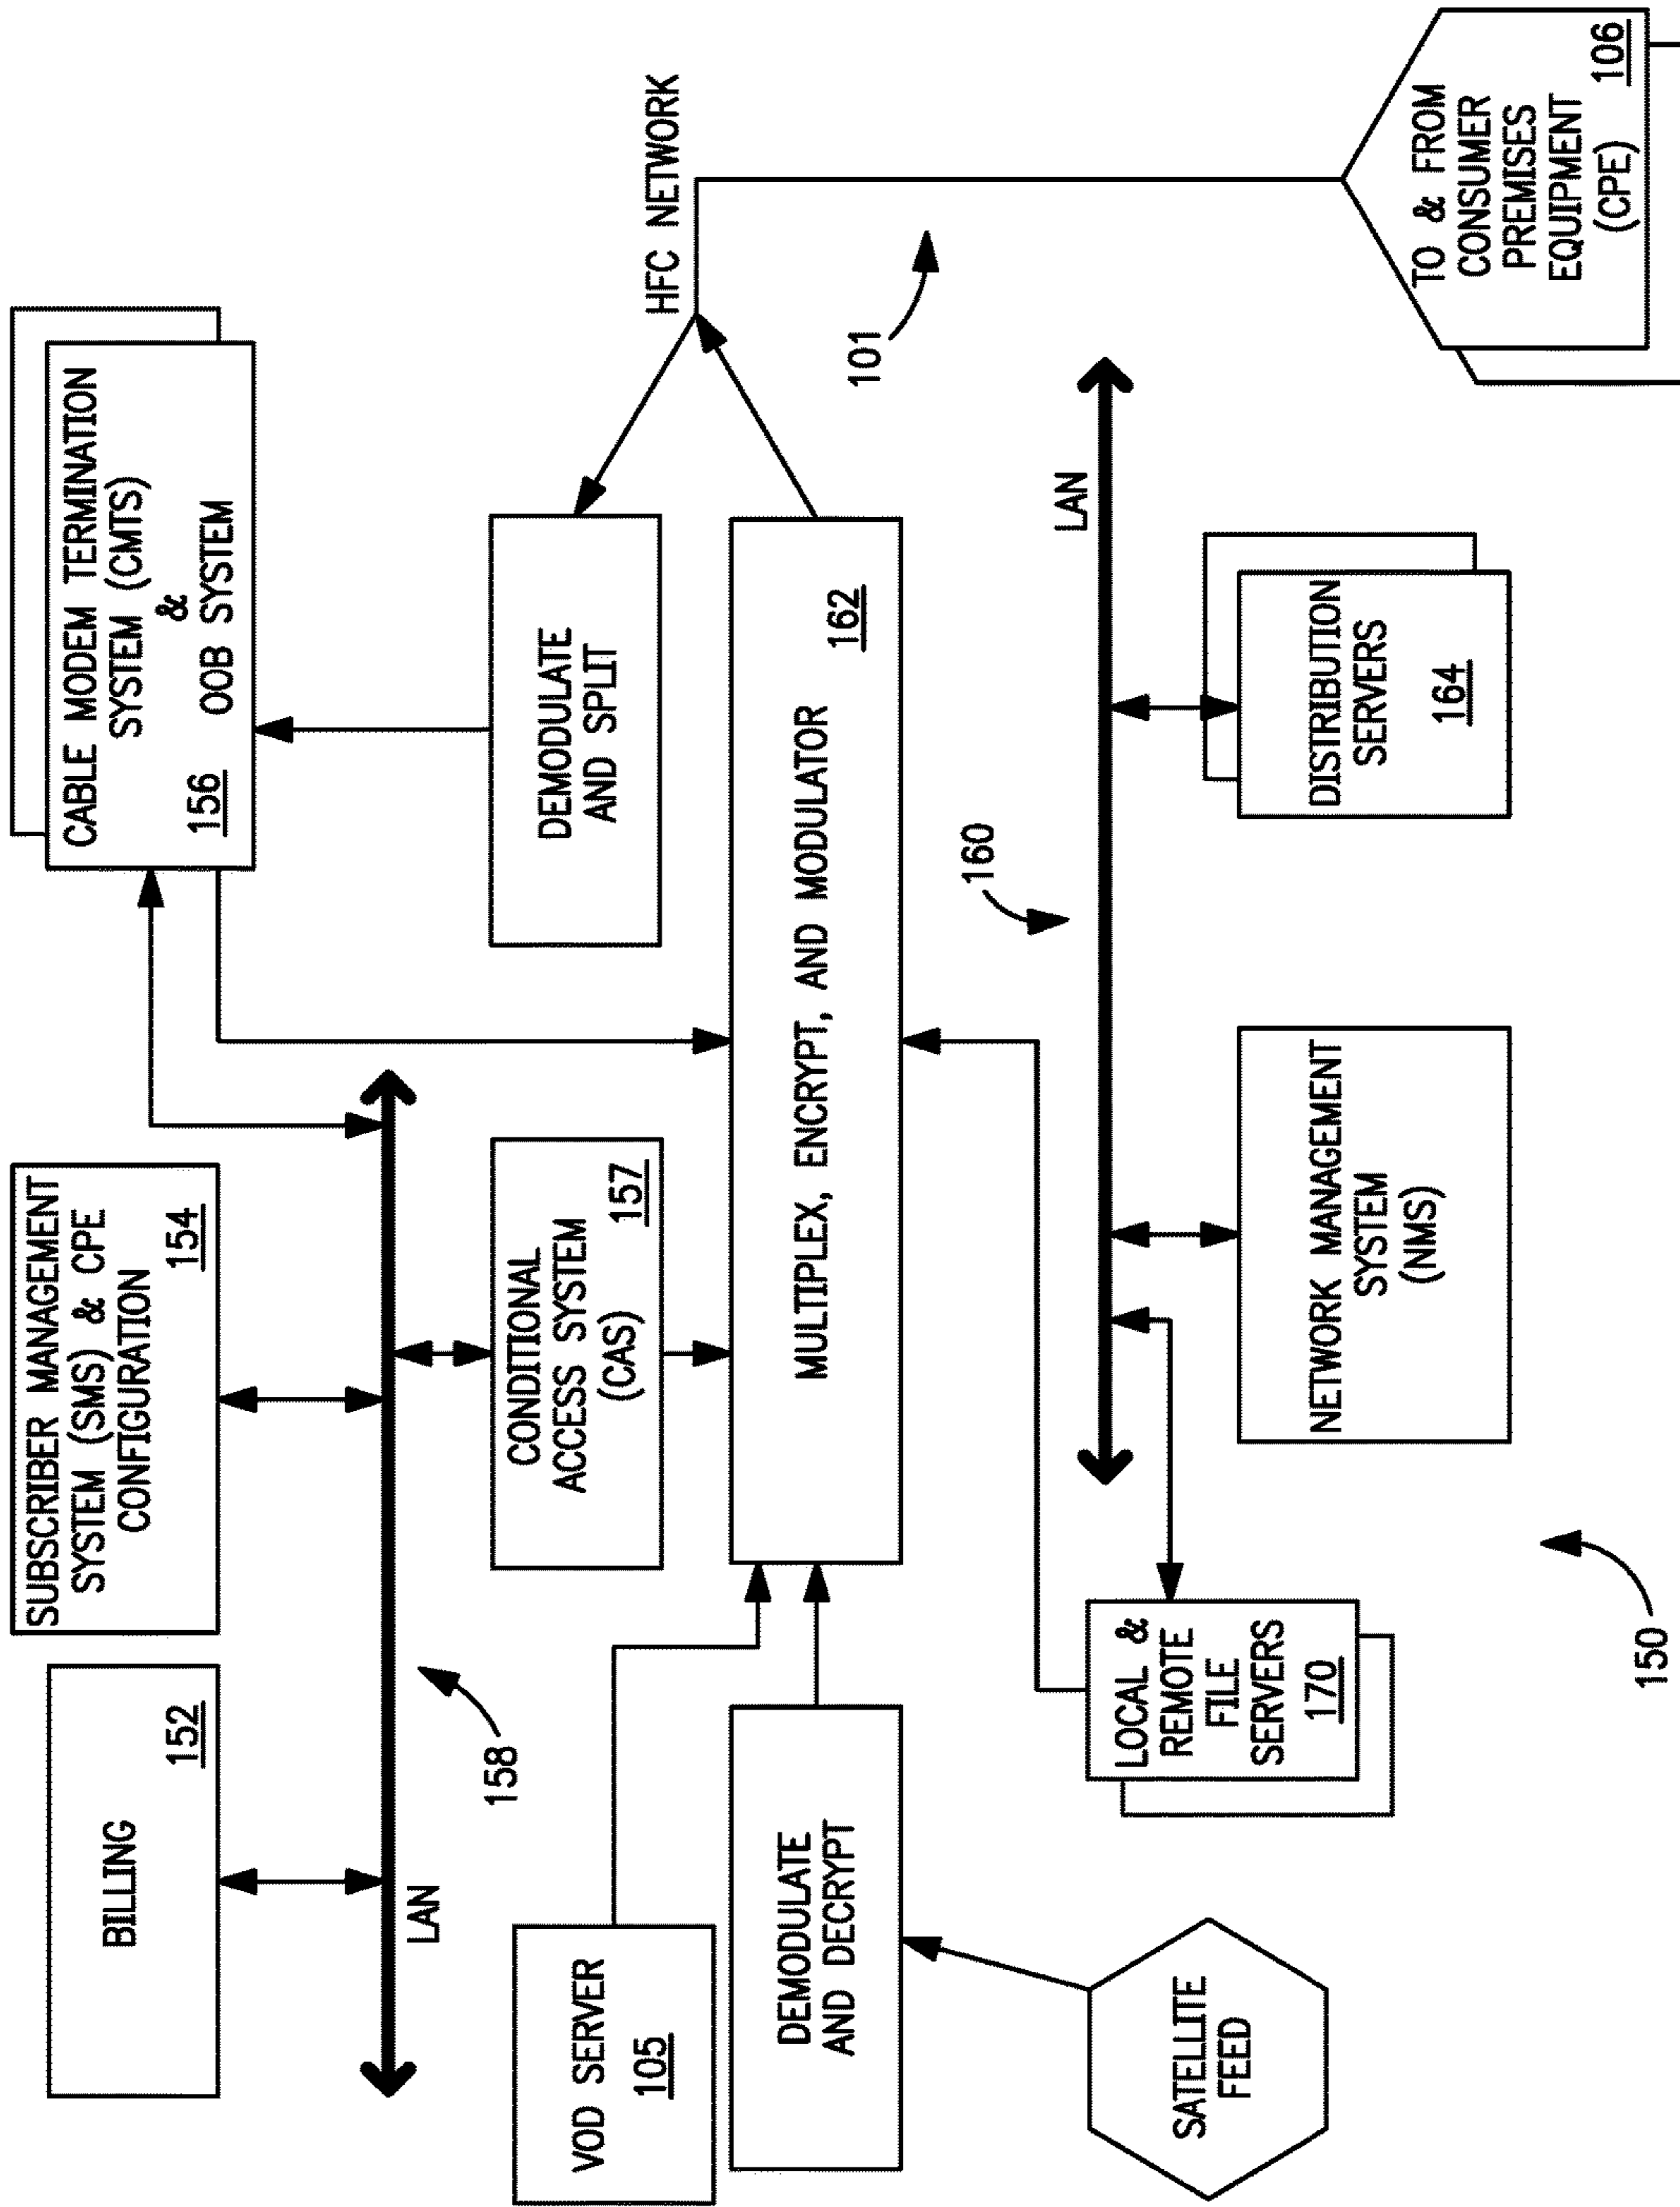 BILLING
152
SUBSCRIBER MANAGEMENT
SYSTEM (SMS) & CPE
CONFIGURATION
154
CABLE MODEM TERMINATION
SYSTEM (CMTS)
&
OOB SYSTEM
156
LAN
158
VOD SERVER
105
CONDITIONAL
ACCESS SYSTEM
(CAS)
157
DEMODULATE
AND SPLIT
HFC NETWORK
DEMODULATE
AND DECRYPT
MULTIPLEX, ENCRYPT, AND MODULATOR
162
101
SATELLITE
FEED
LOCAL &
REMOTE
FILE
SERVERS
170
160
LAN
NETWORK MANAGEMENT
SYSTEM
(NMS)
DISTRIBUTION
SERVERS
164
TO & FROM
CONSUMER
PREMISES
EQUIPMENT
(CPE)
106
150